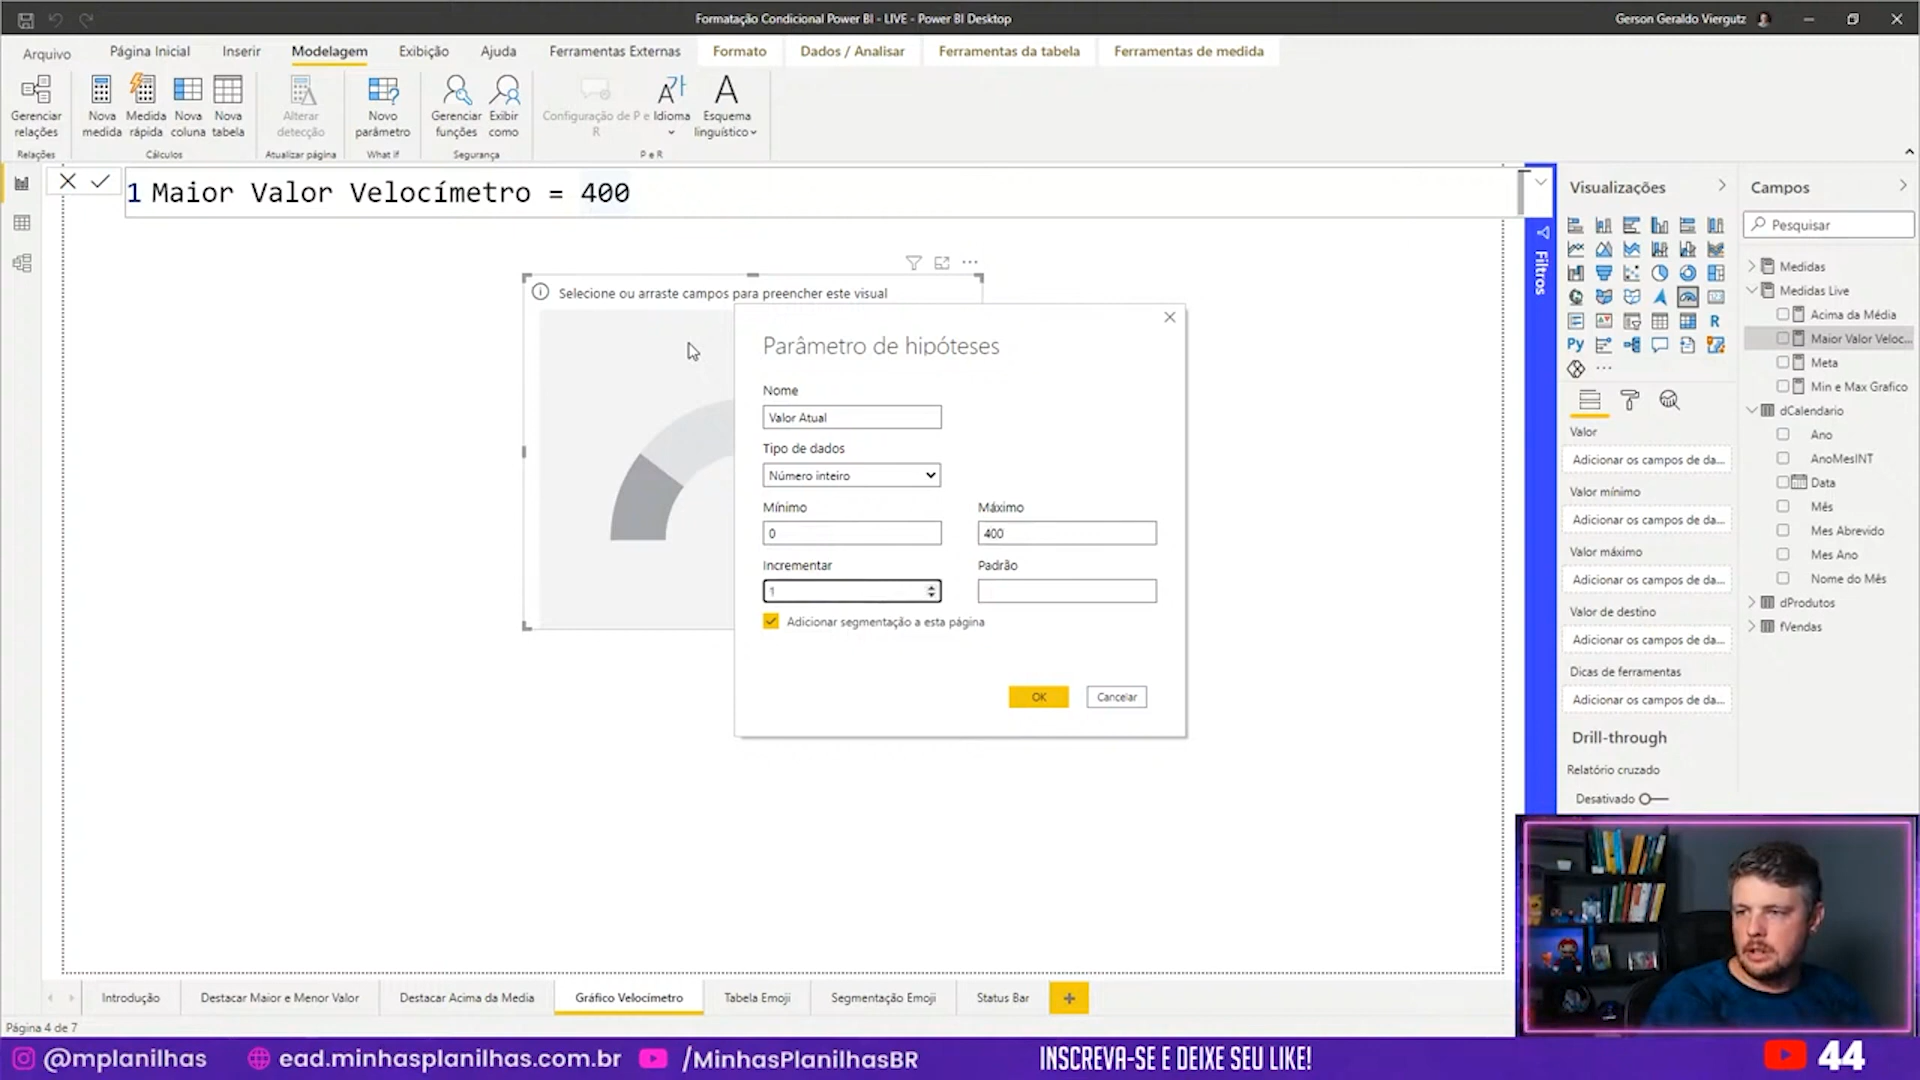 Formatação Condicional Power BI - LIVE - Power BI Desktop
Gerson Geraldo Viergutz
Arquivo
Página Inicial
Inserir
Modelagem
Exibição
Ajuda
Ferramentas Externas
Formato
Dados / Analisar
Ferramentas da tabela
Ferramentas de medida
Gerenciar
relações
Nova
medida
Medida
rápida
Nova
coluna
Nova
tabela
Alterar
detecção
Novo
parâmetro
Gerenciar
funções
Exibir
como
Configuração de P e
R
Idioma
Esquema
linguístico
Relações
Cálculos
Atualizar página
What if
Segurança
P e R
1 Maior Valor Velocímetro = 400
Selecione ou arraste campos para preencher este visual
Parâmetro de hipóteses
Nome
Valor Atual
Tipo de dados
Número inteiro
Mínimo
Máximo
0
400
Incrementar
Padrão
1
Adicionar segmentação a esta página
OK
Cancelar
Filtros
Visualizações
Py
R
Valor
Adicionar os campos de da...
Valor mínimo
Adicionar os campos de da...
Valor máximo
Adicionar os campos de da...
Valor de destino
Adicionar os campos de da...
Dicas de ferramentas
Adicionar os campos de da...
Drill-through
Relatório cruzado
Desativado
Campos
Pesquisar
Medidas
Medidas Live
Acima da Média
Maior Valor Veloc...
Meta
Min e Max Grafico
dCalendario
Ano
AnoMesINT
Data
Mês
Mes Abrevido
Mes Ano
Nome do Mês
dProdutos
fVendas
Introdução
Destacar Maior e Menor Valor
Destacar Acima da Media
Gráfico Velocímetro
Tabela Emoji
Segmentação Emoji
Status Bar
Página 4 de 7
@mplanilhas
ead.minhasplanilhas.com.br
/MinhasPlanilhasBR
INSCREVA-SE E DEIXE SEU LIKE!
44